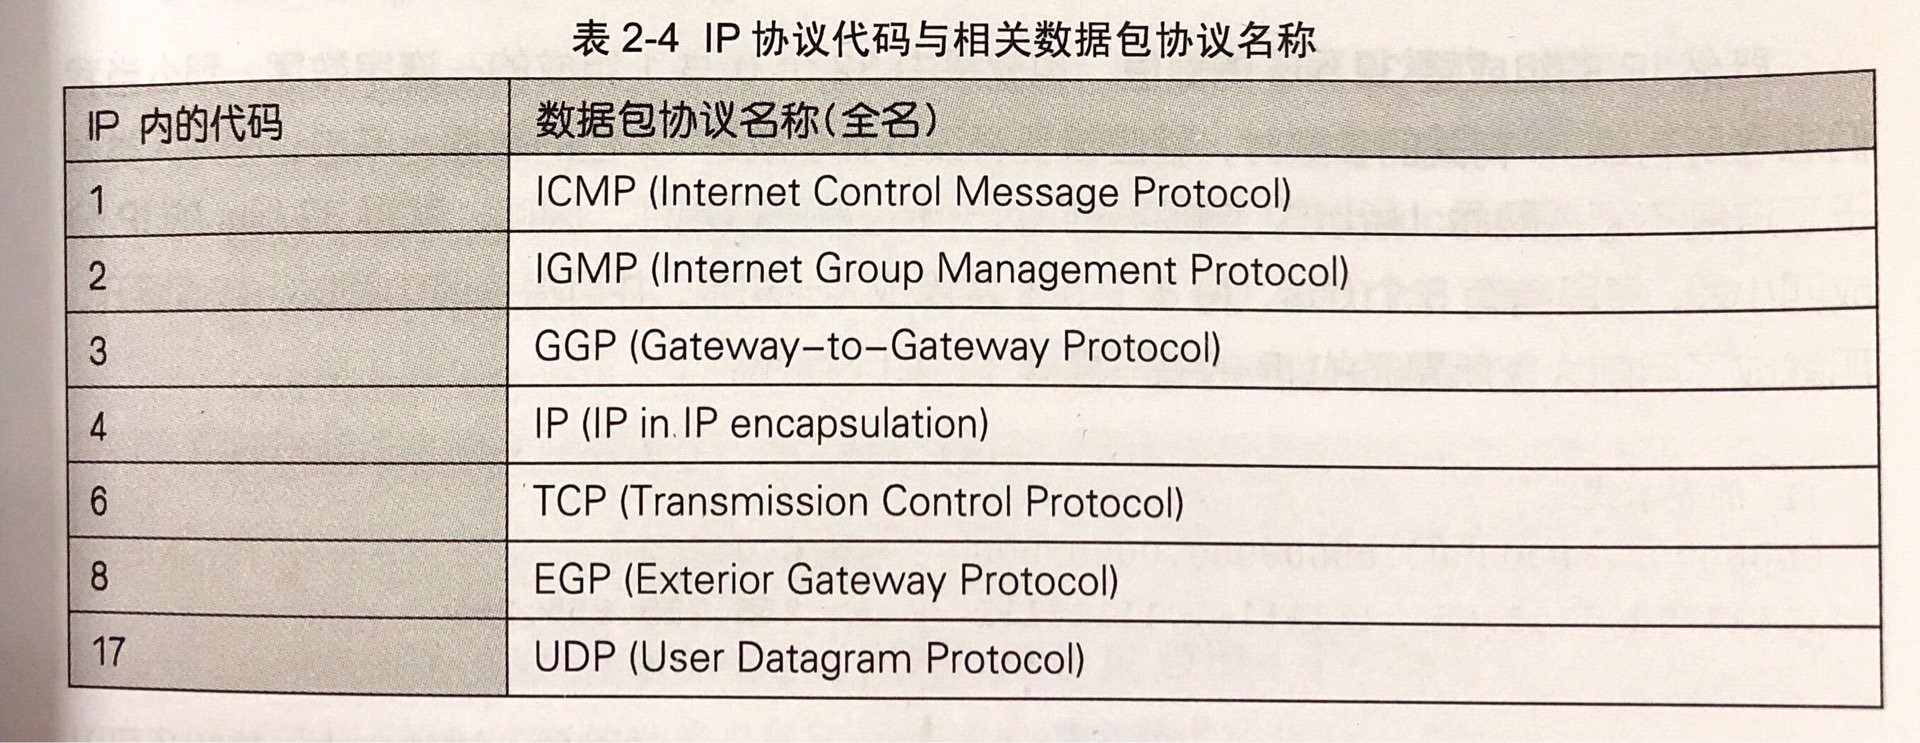 表 2-4 IP 协议代码与相关数据包协议名称
IP 内的代码 数据包协议名称(全名)
1 ICMP (Internet Control Message Protocol)
2 IGMP (Internet Group Management Protocol)
3 GGP (Gateway-to-Gateway Protocol)
4 IP (IP in IP encapsulation)
6 TCP (Transmission Control Protocol)
8 EGP (Exterior Gateway Protocol)
17 UDP (User Datagram Protocol)